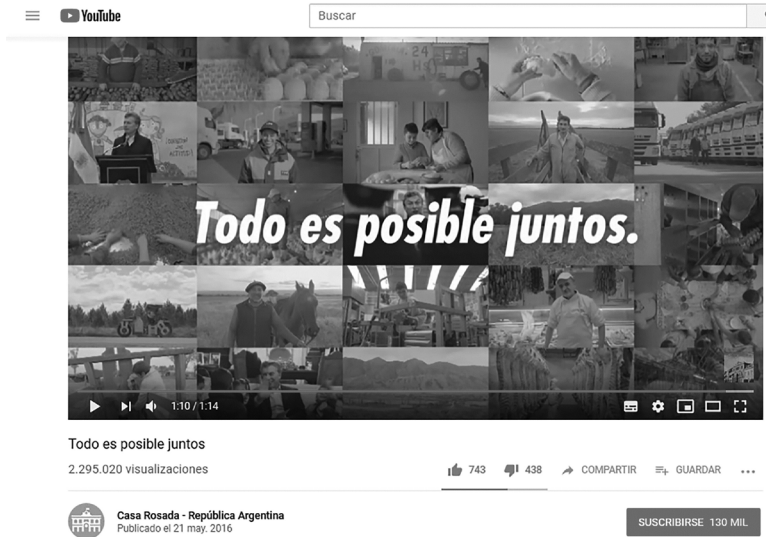 YouTube
Buscar
24
HS
Todo es posible juntos.
1:10 / 1:14
Todo es posible juntos
2.295.020 visualizaciones
743 438 COMPARTIR GUARDAR
Casa Rosada - República Argentina
Publicado el 21 may. 2016
SUSCRIBIRSE 130 MIL